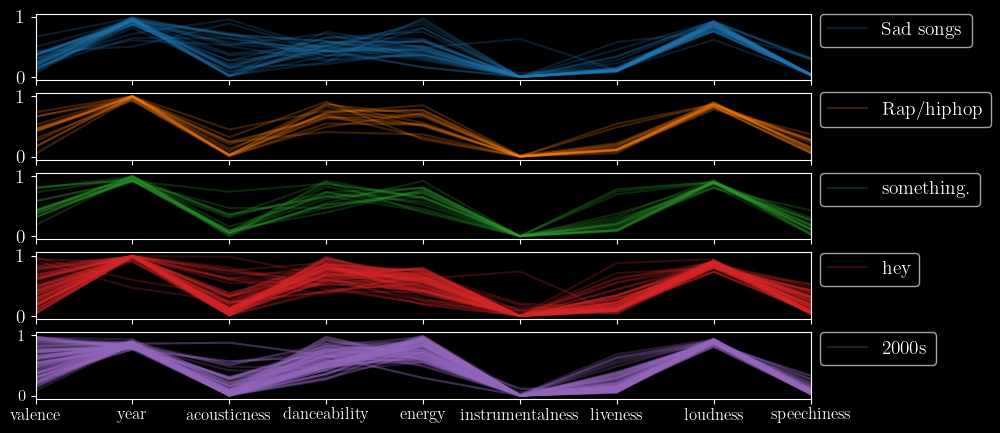 1
0
Sad songs
1
0
Rap/hiphop
1
0
something.
1
0
hey
1
0
2000s
valence year acousticness danceability energy instrumentalness liveness loudness speechiness